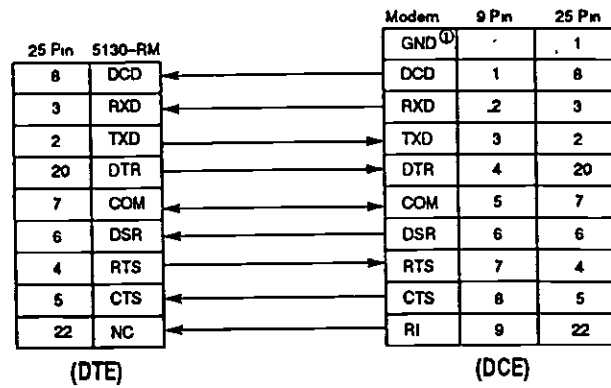 Modem 9 Pin 25 Pin
GND① 1
25 Pin 5130-RM
8 DCD DCD 1 8
3 RXD RXD 2 3
2 TXD TXD 3 2
20 DTR DTR 4 20
7 COM COM 5 7
6 DSR DSR 6 6
4 RTS RTS 7 4
5 CTS CTS 8 5
22 NC RI 9 22
(DTE) (DCE)